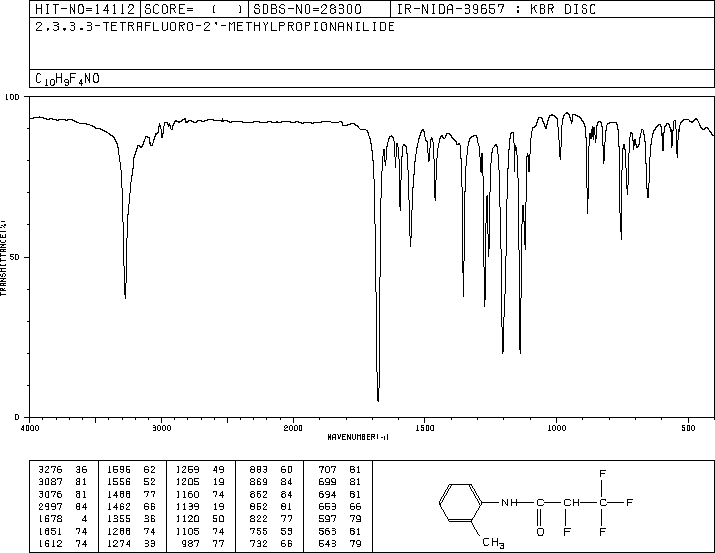 HIT-NO=14112 SCORE= ( ) SDBS-NO=28300 IR-NIDA-39657 : KBR DISC
2,3,3,3-TETRAFLUORO-2'-METHYLPROPIONANILIDE
C10H9F4NO
100
50
0
TRANSMITTANCE(%)
4000 3000 2000 1500 1000 500
WAVENUMBER(-1)
3276 36 1595 62 1259 49 883 60 707 81
3087 81 1556 52 1205 19 869 84 699 81
3076 81 1488 77 1160 74 862 84 694 81
2997 84 1462 66 1139 19 852 81 653 66
1678 4 1355 36 1120 50 822 77 597 79
1651 74 1288 74 1105 74 755 53 563 81
1612 74 1274 33 987 77 732 66 543 79
F
NH C CH C F
O F F
CH3